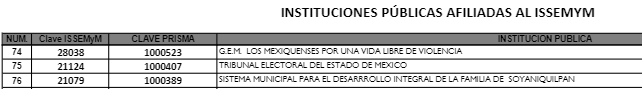 INSTITUCIONES PÚBLICAS AFILIADAS AL ISSEMYM
NUM. Clave ISSEMyM CLAVE PRISMA INSTITUCION PUBLICA
74 28038 1000523 G.E.M. LOS MEXIQUENSES POR UNA VIDA LIBRE DE VIOLENCIA
75 21124 1000407 TRIBUNAL ELECTORAL DEL ESTADO DE MEXICO
76 21079 1000389 SISTEMA MUNICIPAL PARA EL DESARRROLO INTEGRAL DE LA FAMILIA DE SOYANIQUILPAN